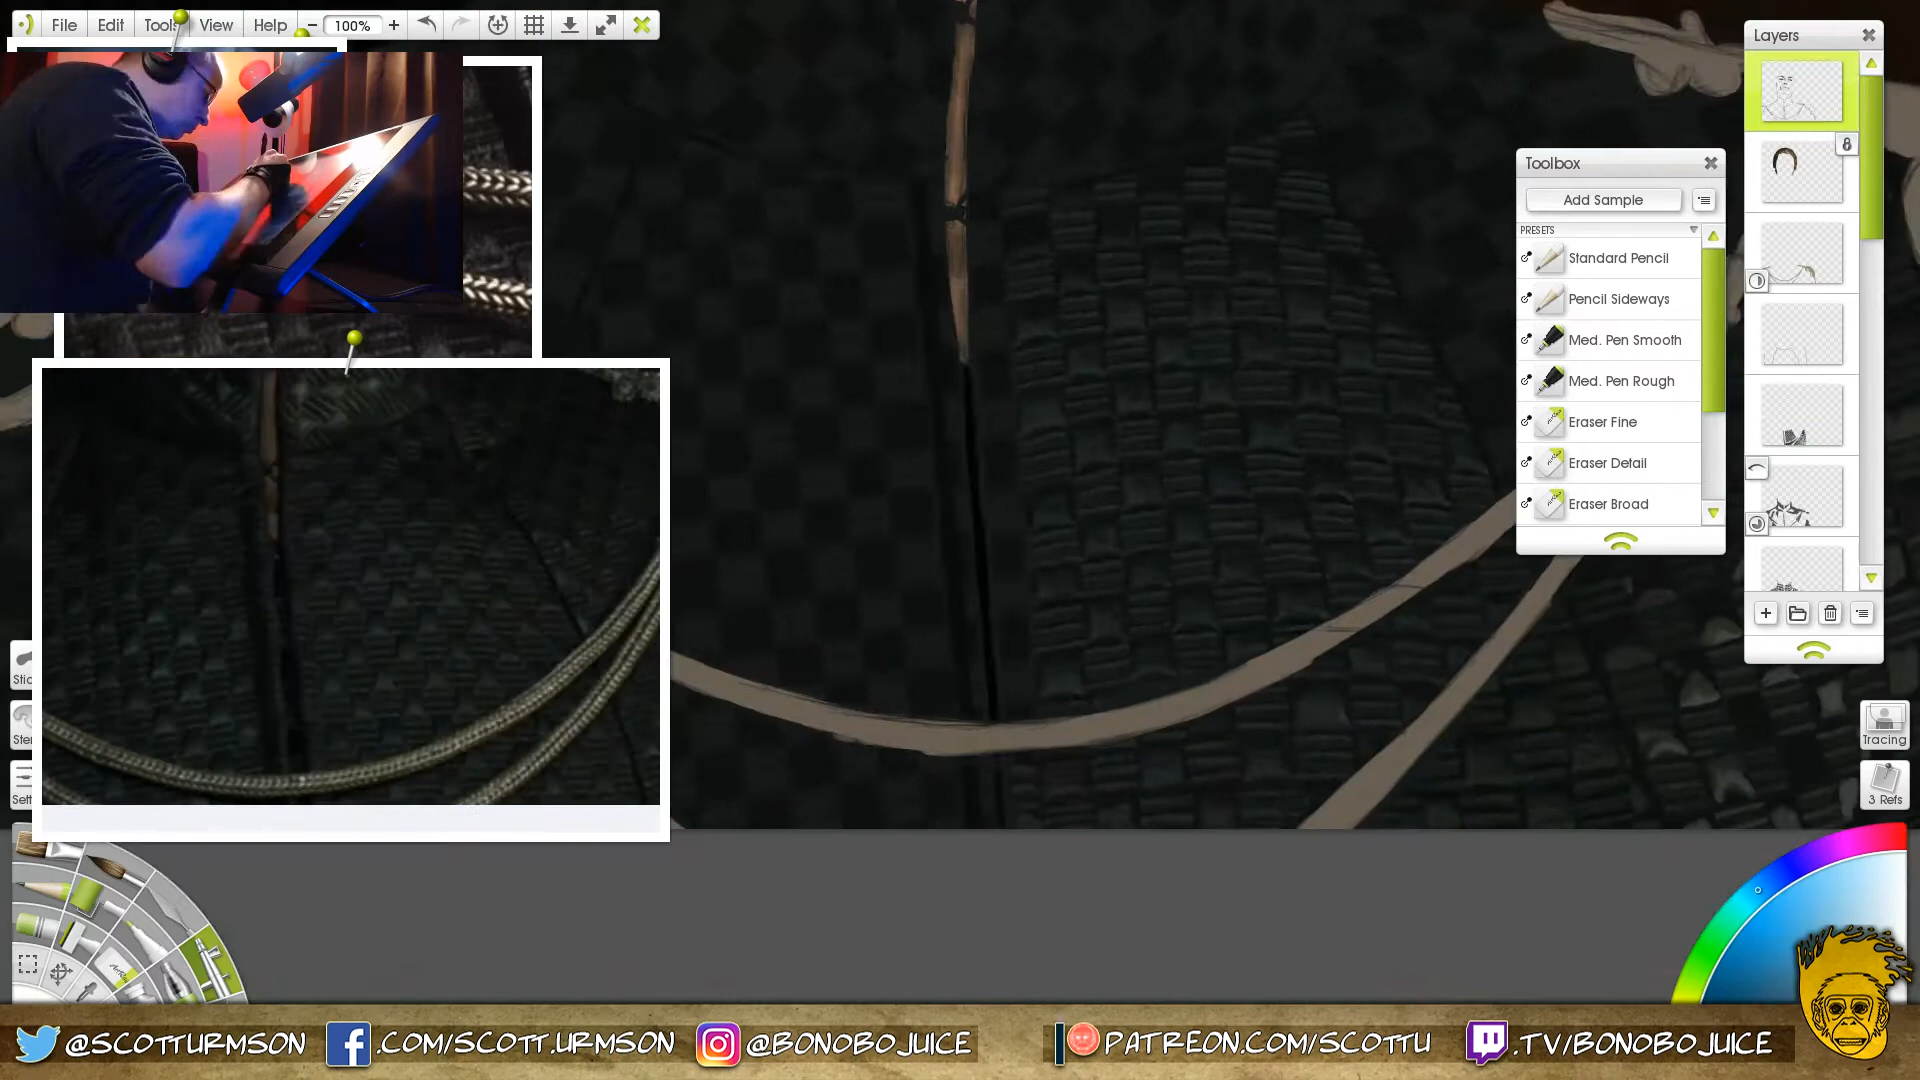 File Edit Tools View Help 100%
Layers
Toolbox
Add Sample
PRESETS
Standard Pencil
Pencil Sideways
Med. Pen Smooth
Med. Pen Rough
Eraser Fine
Eraser Detail
Eraser Broad
Tracing
3 Refs
@SCOTTURMSON .COM/SCOTT.URMSON @BONOBOJUICE PATREON.COM/SCOTTU .TV/BONOBOJUICE